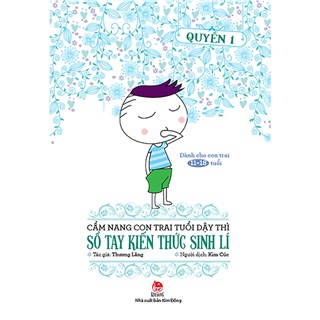 QUYỂN 1
Dành cho con trai
11-18 tuổi
CẨM NANG CON TRAI TUỔI DẬY THÌ
SỔ TAY KIẾN THỨC SINH LÍ
Tác giả: Thương Lãng Người dịch: Kim Cúc
Nhà xuất bản Kim Đồng